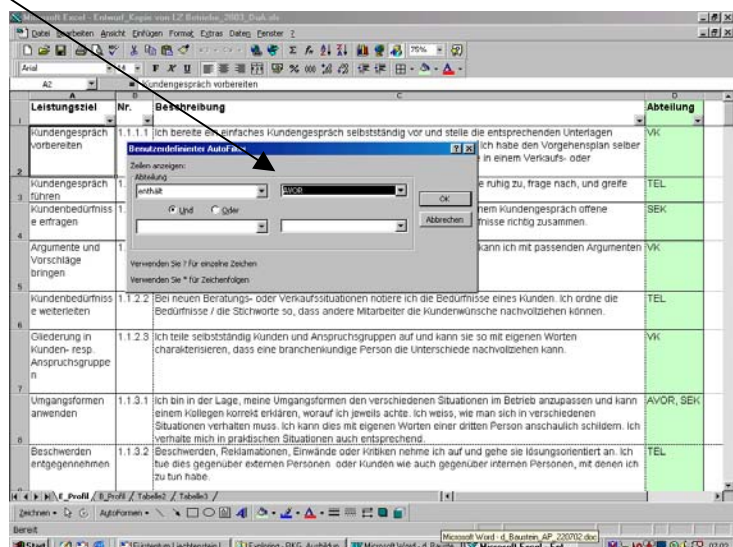 Microsoft Excel - Entwurf_Kopie von LZ Betriebe_2003_DuA.xls
Datei Bearbeiten Ansicht Einfügen Format Extras Daten Fenster ?
75%
Arial
F K U
A2 = Kundengespräch vorbereiten
A B C
Leistungsziel Nr. Beschreibung Abteilung
Kundengespräch vorbereiten 1.1.1.1 Ich bereite ein einfaches Kundengespräch selbstständig vor und stelle die entsprechenden Unterlagen VK
Ich habe den Vorgehensplan selber
in einem Verkaufs- oder
Benutzerdefinierter AutoFilter
Zeilen anzeigen:
Abteilung
enthält AVOR
Und Oder
OK
Abbrechen
Verwenden Sie ? für einzelne Zeichen
Verwenden Sie * für Zeichenfolgen
Kundengespräch führen 1. e ruhig zu, frage nach, und greife TEL
Kundenbedürfniss e erfragen 1. nem Kundengespräch offene SEK
fnisse richtig zusammen.
Argumente und Vorschläge bringen 1. kann ich mit passenden Argumenten VK
Kundenbedürfniss e weiterleiten 1.1.2.2 Bei neuen Beratungs- oder Verkaufssituationen notiere ich die Bedürfnisse eines Kunden. Ich ordne die TEL
Bedürfnisse / die Stichworte so, dass andere Mitarbeiter die Kundenwünsche nachvollziehen können.
Gliederung in Kunden- resp. Anspruchsgruppe n 1.1.2.3 Ich teile selbstständig Kunden und Anspruchsgruppen auf und kann sie so mit eigenen Worten VK
charakterisieren, dass eine branchenkundige Person die Unterschiede nachvollziehen kann.
Umgangsformen anwenden 1.1.3.1 Ich bin in der Lage, meine Umgangsformen den verschiedenen Situationen im Betrieb anzupassen und kann AVOR, SEK
einem Kollegen korrekt erklären, worauf ich jeweils achte. Ich weiss, wie man sich in verschiedenen
Situationen verhalten muss. Ich kann dies mit eigenen Worten einer dritten Person anschaulich schildern. Ich
verhalte mich in praktischen Situationen auch entsprechend.
Beschwerden entgegennehmen 1.1.3.2 Beschwerden, Reklamationen, Einwände oder Kritiken nehme ich auf und gehe sie lösungsorientiert an. Ich TEL
tue dies gegenüber externen Personen oder Kunden wie auch gegenüber internen Personen, mit denen ich
zu tun habe.
E_Profil / B_Profil / Tabelle2 / Tabelle3
Zeichnen AutoFormen
Bereit
Microsoft Word - d_Baustein_AP_220702.doc
Start